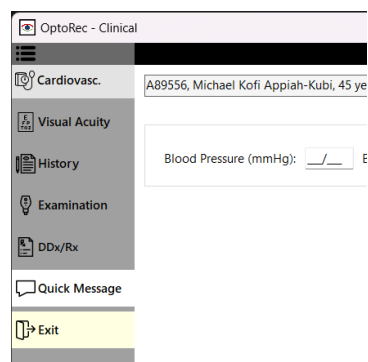 OptoRec - Clinical
Cardiovasc.
A89556, Michael Kofi Appiah-Kubi, 45 ye
Visual Acuity
History
Blood Pressure (mmHg): __/__ E
Examination
DDx/Rx
Quick Message
Exit